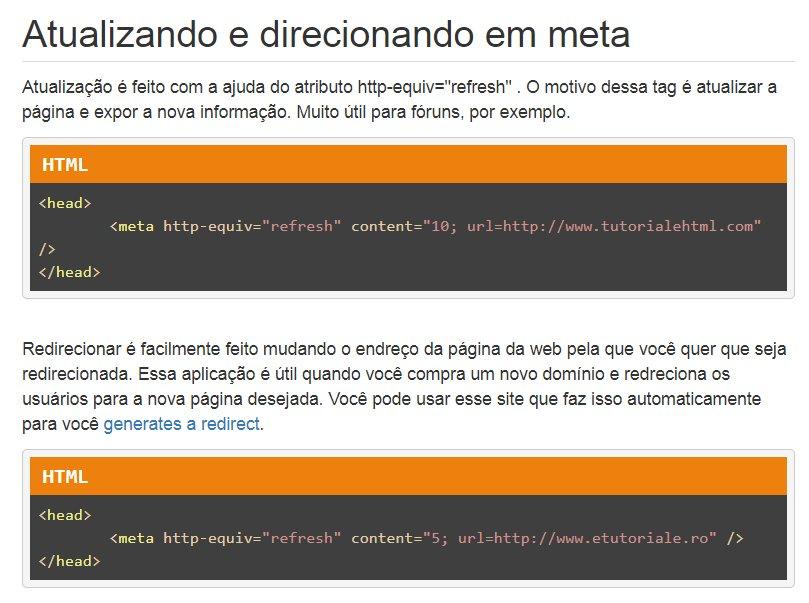 Atualizando e direcionando em meta
Atualização é feito com a ajuda do atributo http-equiv="refresh" . O motivo dessa tag é atualizar a
página e expor a nova informação. Muito útil para fóruns, por exemplo.
HTML
<head>
<meta http-equiv="refresh" content="10; url=http://www.tutorialehtml.com"
/>
</head>
Redirecionar é facilmente feito mudando o endreço da página da web pela que você quer que seja
redirecionada. Essa aplicação é útil quando você compra um novo domínio e redreciona os
usuários para a nova página desejada. Você pode usar esse site que faz isso automaticamente
para você generates a redirect.
HTML
<head>
<meta http-equiv="refresh" content="5; url=http://www.etutoriale.ro" />
</head>